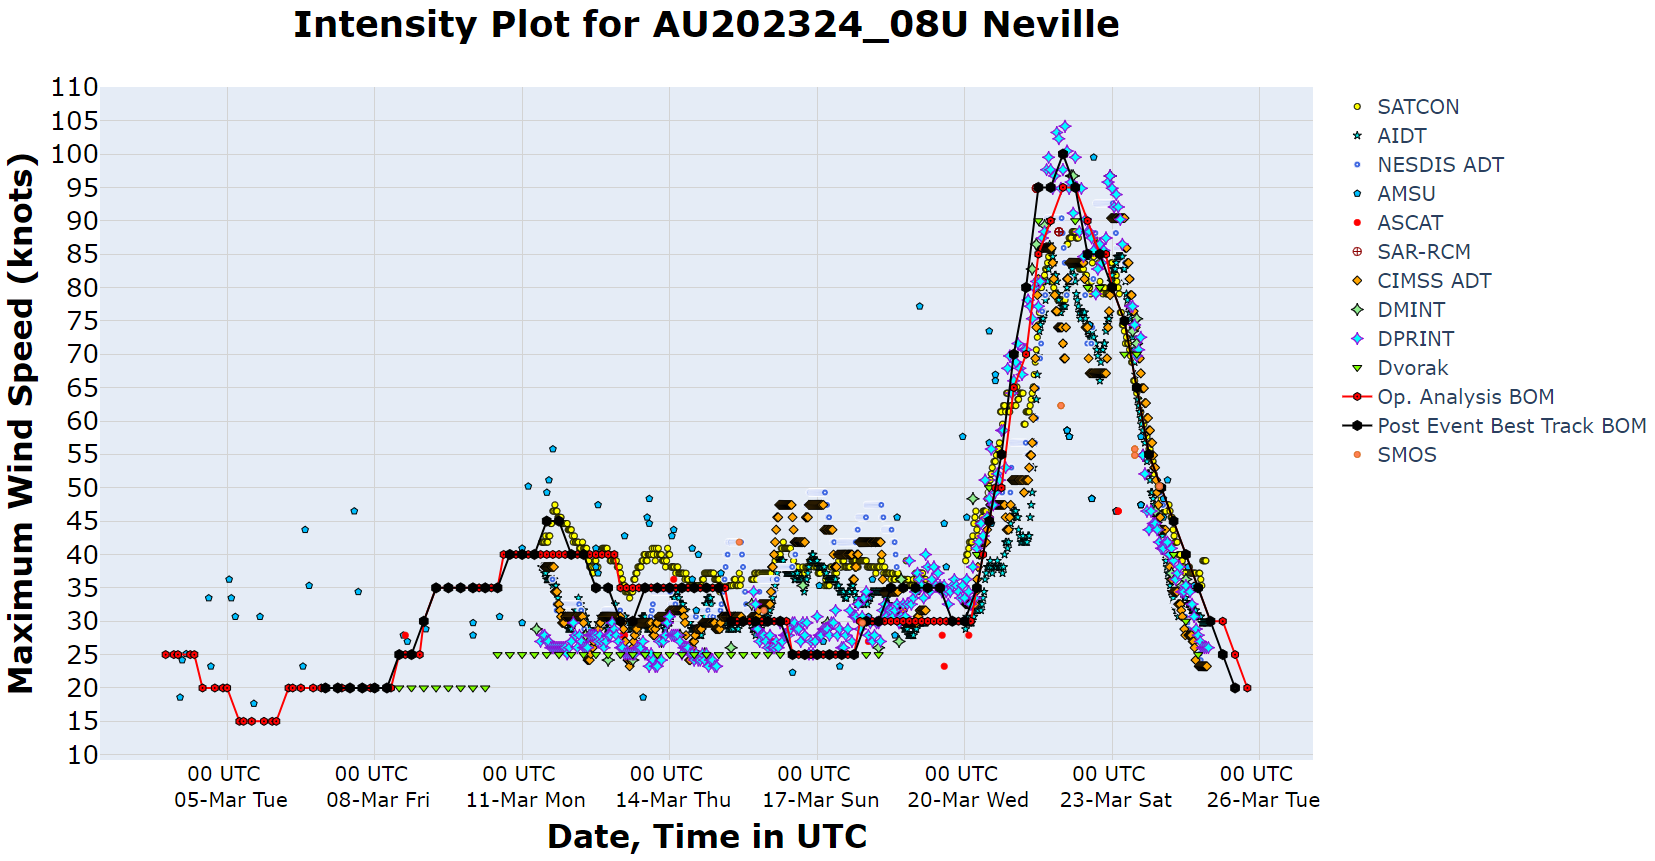 Intensity Plot for AU202324_08U Neville
110
105
100
95
90
85
80
75
70
65
60
55
50
45
40
35
30
25
20
15
10
Maximum Wind Speed (knots)
00 UTC 00 UTC 00 UTC 00 UTC 00 UTC 00 UTC 00 UTC 00 UTC
05-Mar Tue 08-Mar Fri 11-Mar Mon 14-Mar Thu 17-Mar Sun 20-Mar Wed 23-Mar Sat 26-Mar Tue
Date, Time in UTC
SATCON
AIDT
NESDIS ADT
AMSU
ASCAT
SAR-RCM
CIMSS ADT
DMINT
DPRINT
Dvorak
Op. Analysis BOM
Post Event Best Track BOM
SMOS